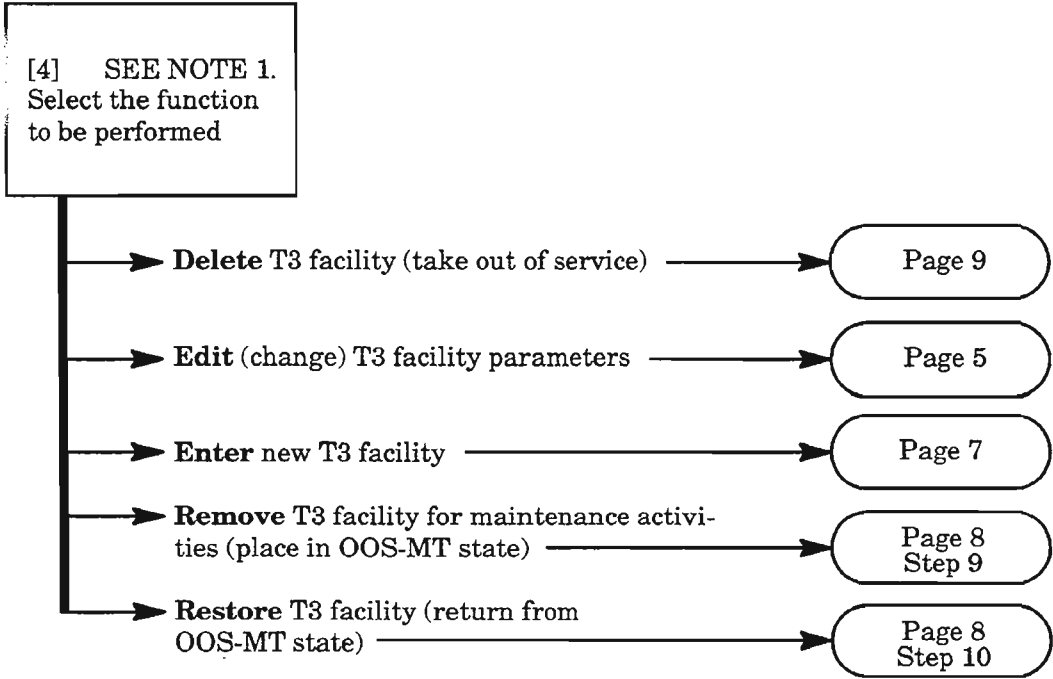 [4] SEE NOTE 1.
Select the function
to be performed
Delete T3 facility (take out of service)
Page 9
Edit (change) T3 facility parameters
Page 5
Enter new T3 facility
Page 7
Remove T3 facility for maintenance activi-
ties (place in OOS-MT state)
Page 8
Step 9
Restore T3 facility (return from
OOS-MT state)
Page 8
Step 10